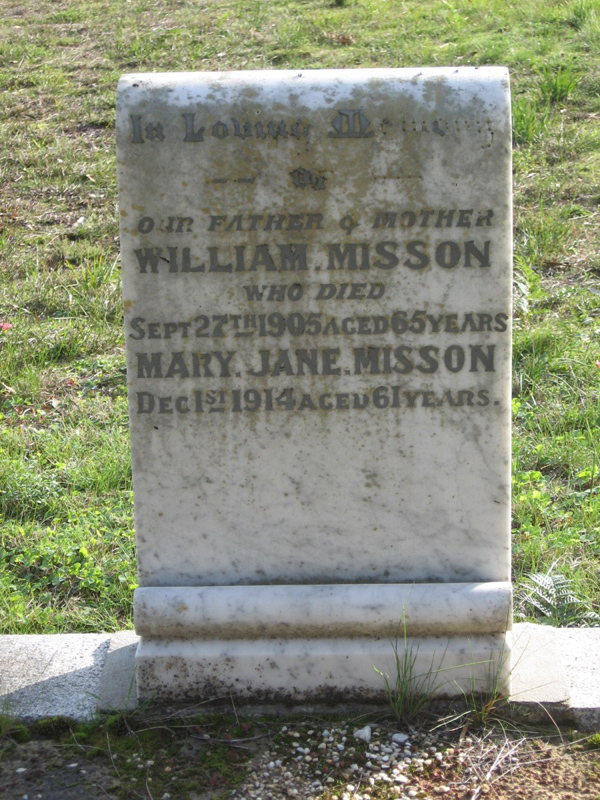 In Loving Memory
Of
OUR FATHER & MOTHER
WILLIAM. MISSON
WHO DIED
SEPT 27TH 1905 AGED 65 YEARS
MARY. JANE. MISSON
DEC 1ST 1914 AGED 61 YEARS.